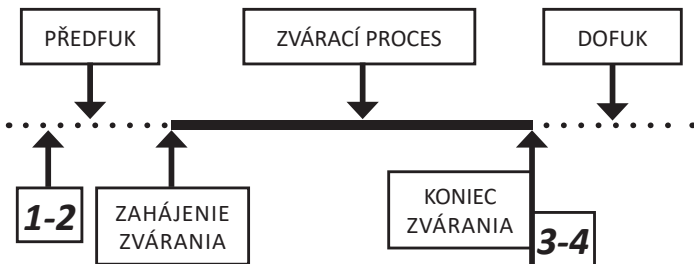 PŘEDFUK
ZVÁRACÍ PROCES
DOFUK
1-2
ZAHÁJENIE
ZVÁRANIA
KONIEC
ZVÁRANIA
3-4